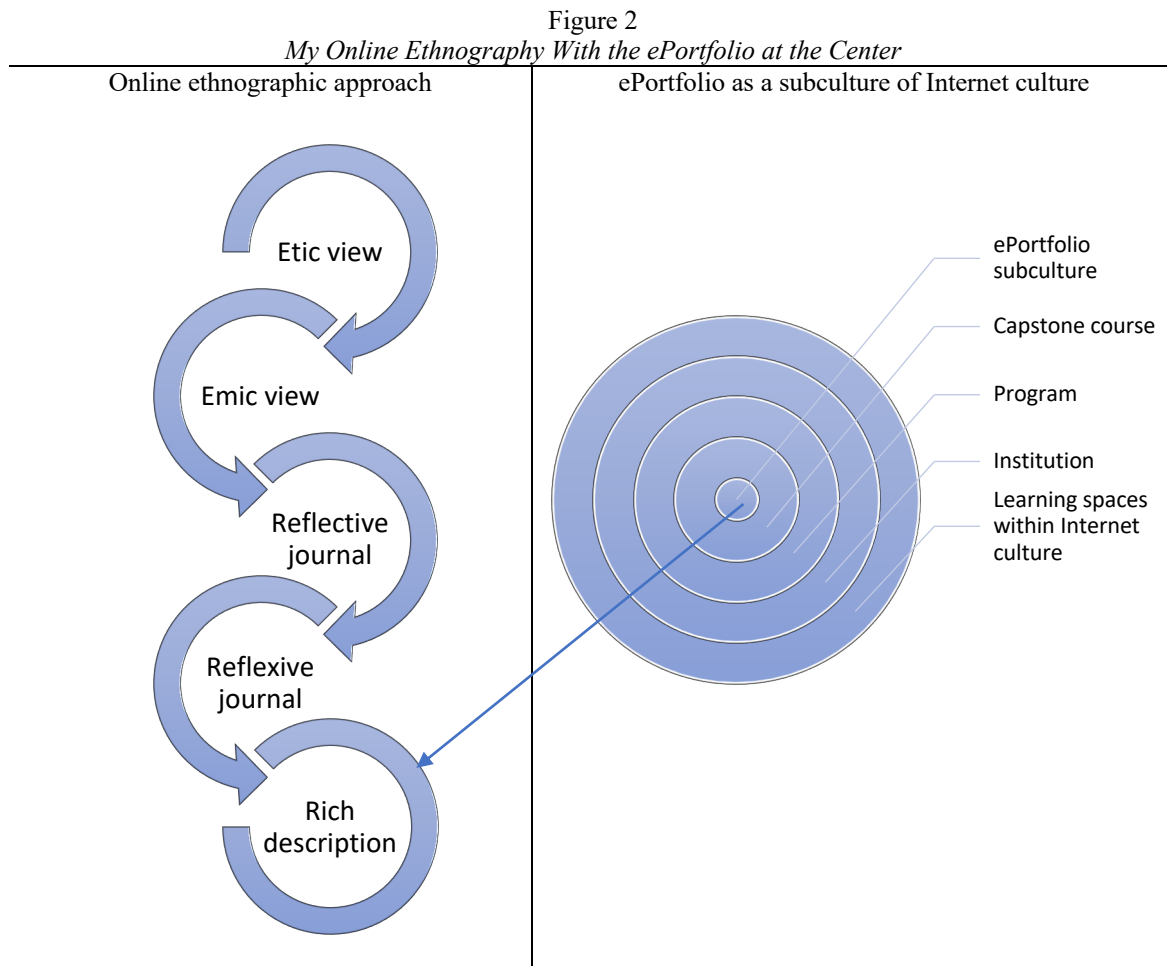 Figure 2
My Online Ethnography With the ePortfolio at the Center
Online ethnographic approach
ePortfolio as a subculture of Internet culture
Etic view
Emic view
Reflective
journal
Reflexive
journal
Rich
description
ePortfolio
subculture
Capstone course
Program
Institution
Learning spaces
within Internet
culture